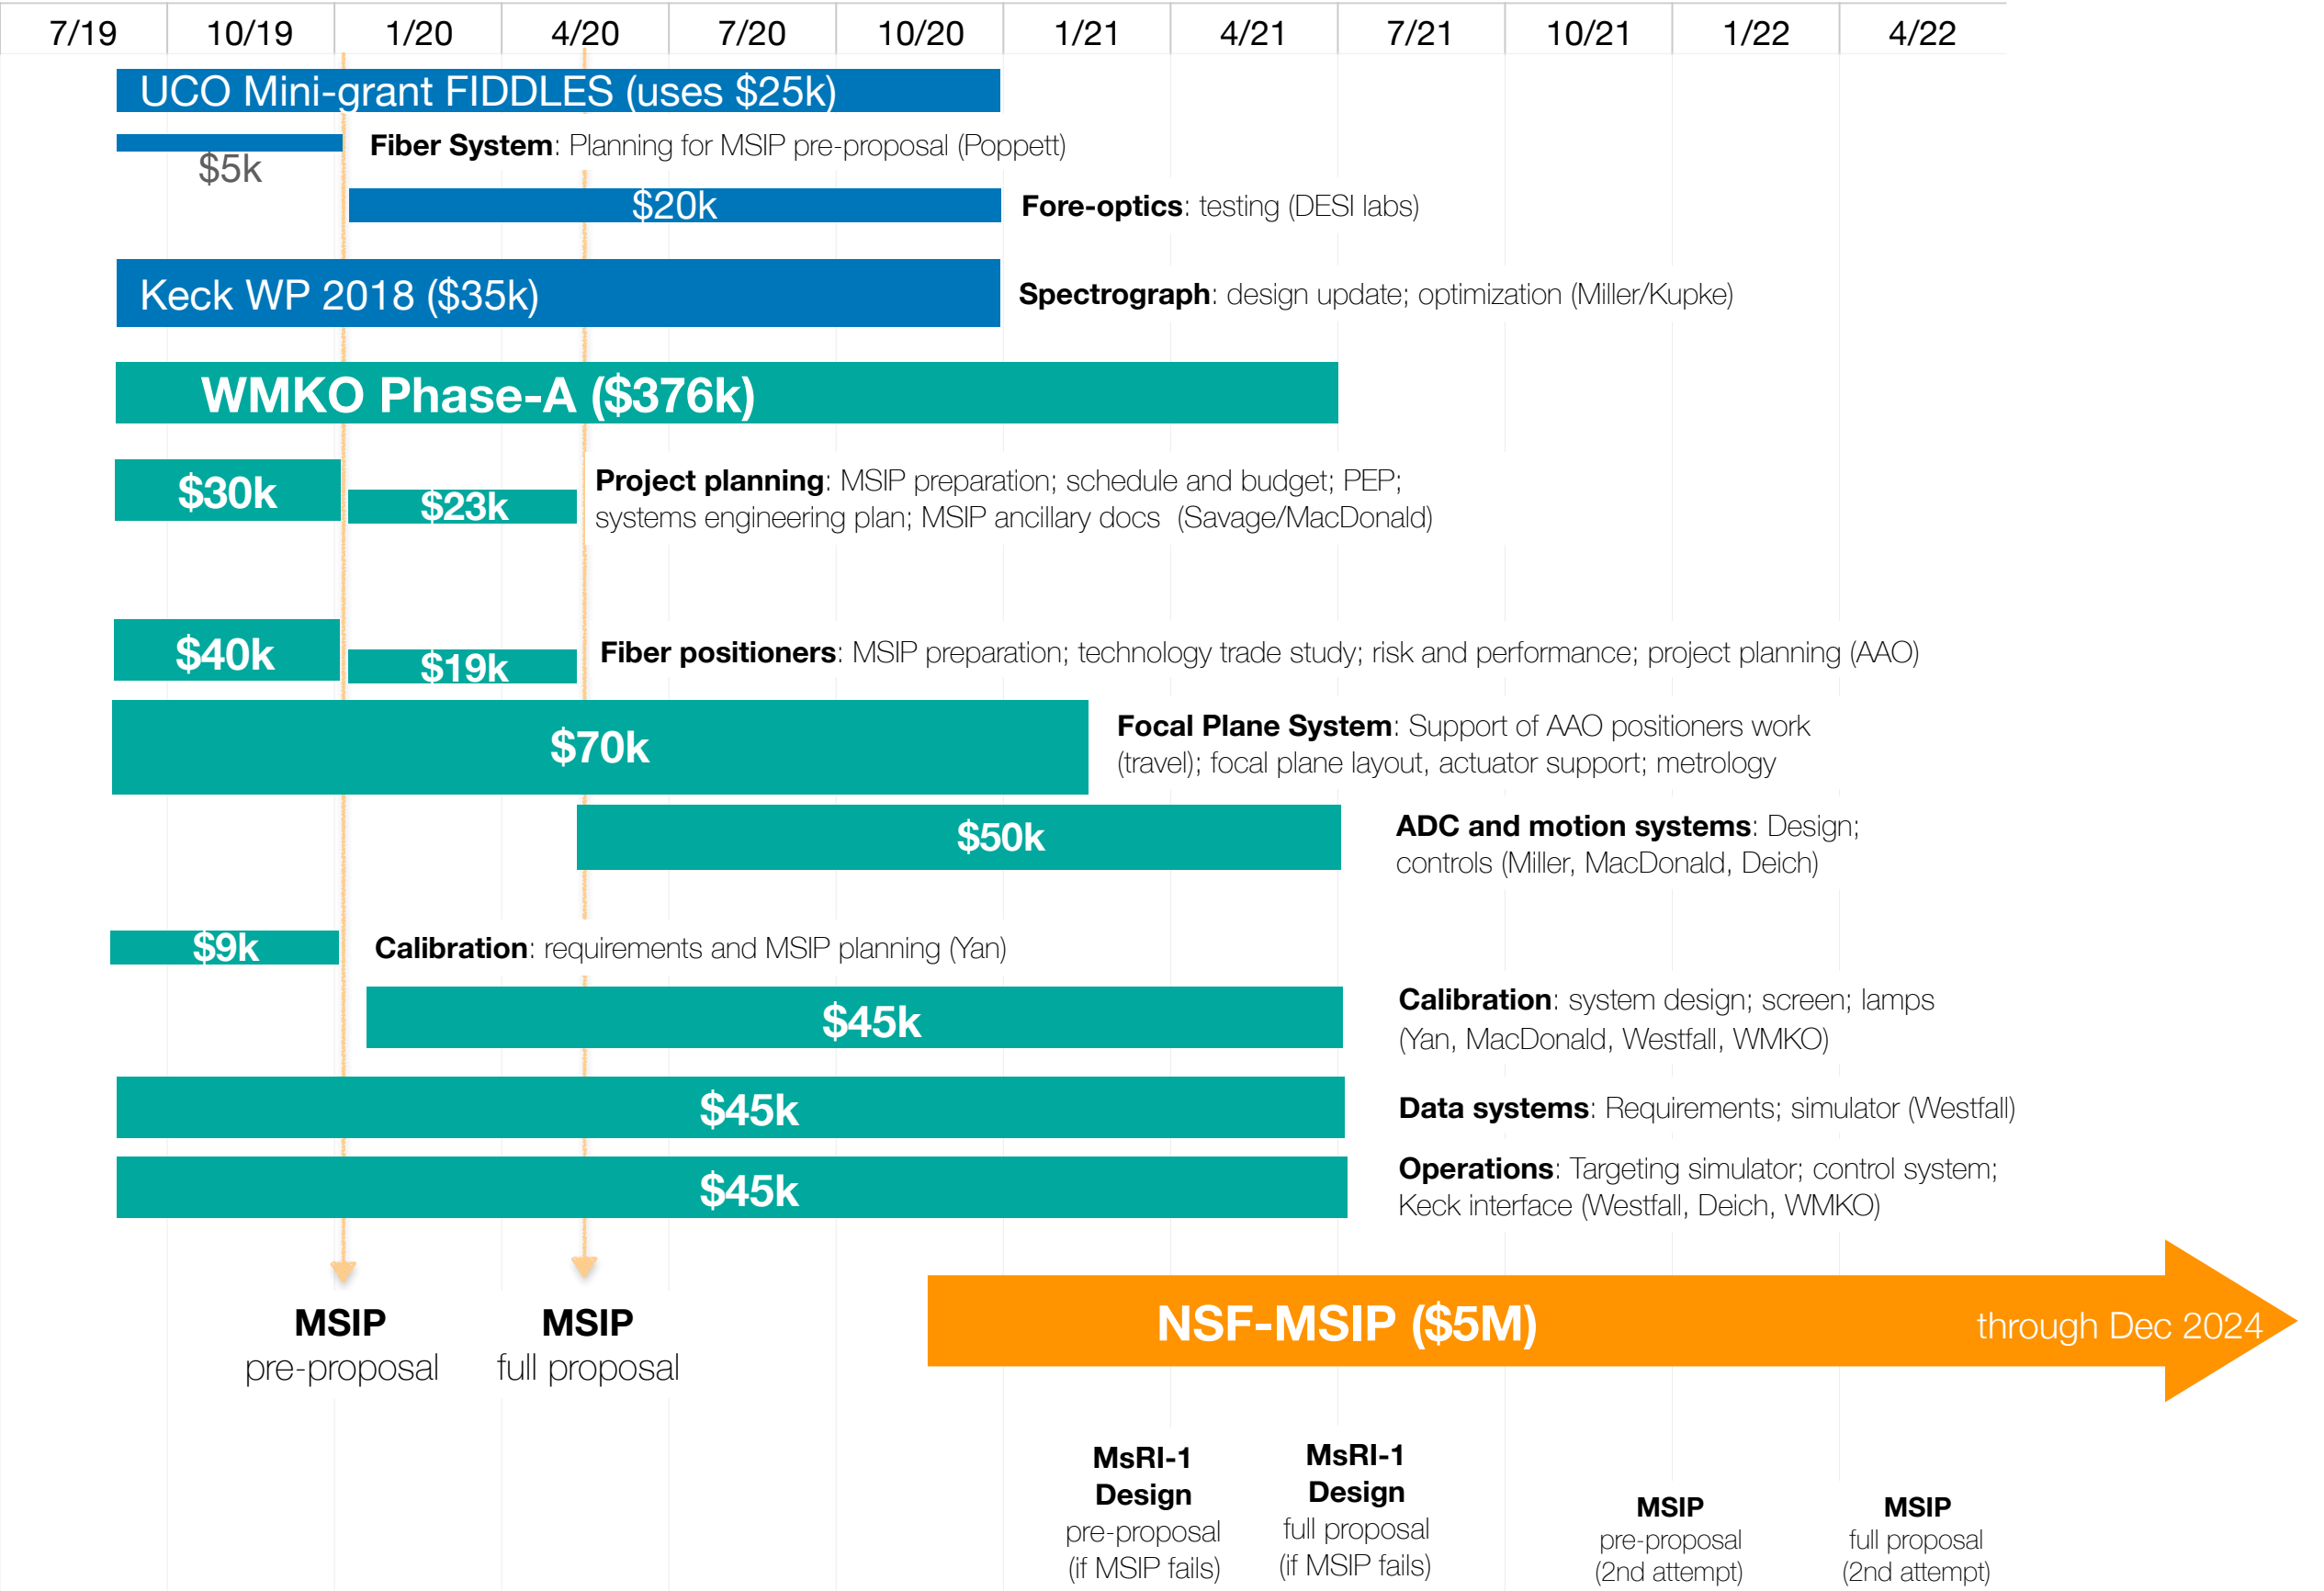 7/19 10/19 1/20 4/20 7/20 10/20 1/21 4/21 7/21 10/21 1/22 4/22
UCO Mini-grant FIDDLES (uses $25k)
Fiber System: Planning for MSIP pre-proposal (Poppett)
$5k
$20k
Fore-optics: testing (DESI labs)
Keck WP 2018 ($35k)
Spectrograph: design update; optimization (Miller/Kupke)
WMKO Phase-A ($376k)
$30k
$23k
Project planning: MSIP preparation; schedule and budget; PEP;
systems engineering plan; MSIP ancillary docs (Savage/MacDonald)
$40k
$19k
Fiber positioners: MSIP preparation; technology trade study; risk and performance; project planning (AAO)
$70k
Focal Plane System: Support of AAO positioners work
(travel); focal plane layout, actuator support; metrology
$50k
ADC and motion systems: Design;
controls (Miller, MacDonald, Deich)
$9k
Calibration: requirements and MSIP planning (Yan)
$45k
Calibration: system design; screen; lamps
(Yan, MacDonald, Westfall, WMKO)
$45k
Data systems: Requirements; simulator (Westfall)
$45k
Operations: Targeting simulator; control system;
Keck interface (Westfall, Deich, WMKO)
MSIP
pre-proposal
MSIP
full proposal
NSF-MSIP ($5M)
through Dec 2024
MsRI-1
Design
pre-proposal
(if MSIP fails)
MsRI-1
Design
full proposal
(if MSIP fails)
MSIP
pre-proposal
(2nd attempt)
MSIP
full proposal
(2nd attempt)